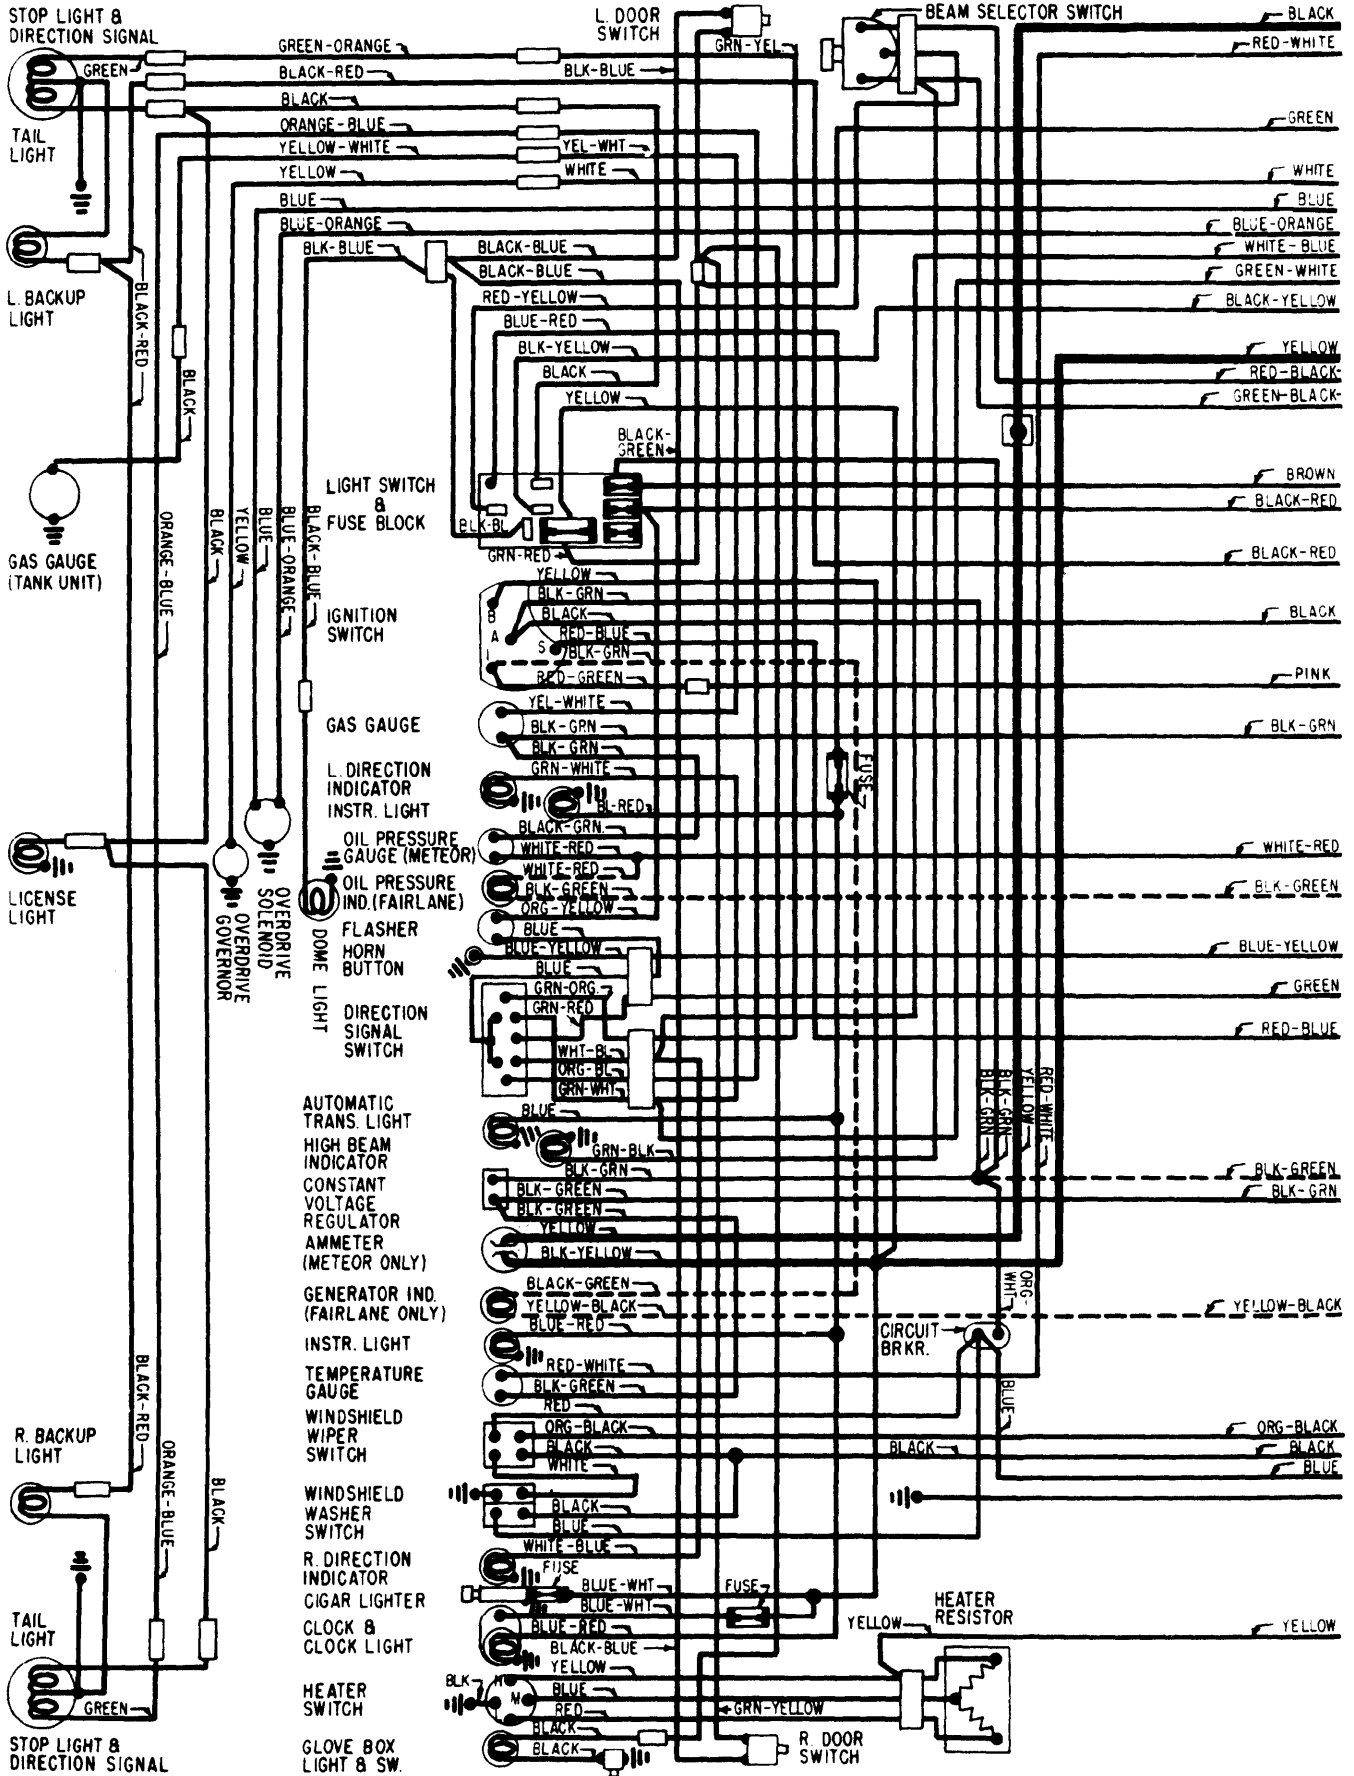 STOP LIGHT &
DIRECTION SIGNAL
L. DOOR
SWITCH
BEAM SELECTOR SWITCH
BLACK
GREEN-ORANGE
GRN-YEL
RED-WHITE
GREEN
BLACK-RED
BLK-BLUE
BLACK
GREEN
TAIL
LIGHT
ORANGE-BLUE
YELLOW-WHITE
YEL-WHT
YELLOW
WHITE
WHITE
BLUE
BLUE
BLUE-ORANGE
BLUE-ORANGE
BLK-BLUE
BLACK-BLUE
WHITE-BLUE
BLACK-BLUE
GREEN-WHITE
L. BACKUP
LIGHT
BLACK-RED
RED-YELLOW
BLACK-YELLOW
BLUE-RED
BLK-YELLOW
YELLOW
BLACK
BLACK
RED-BLACK-
YELLOW
GREEN-BLACK-
BLACK-
GREEN
LIGHT SWITCH
&
FUSE BLOCK
BROWN
BLACK-RED
BLK-BL
GAS GAUGE
(TANK UNIT)
ORANGE-BLUE
BLACK
YELLOW
BLUE
BLUE-ORANGE
BLACK-BLUE
GRN-RED
BLACK-RED
YELLOW
BLK-GRN
IGNITION
SWITCH
B
A
I
S
BLACK
BLACK
RED-BLUE
BLK-GRN
RED-GREEN
PINK
YEL-WHITE
GAS GAUGE
BLK-GRN
BLK-GRN
BLK-GRN
L. DIRECTION
INDICATOR
INSTR. LIGHT
GRN-WHITE
BL-RED
FUSE
OIL PRESSURE
GAUGE (METEOR)
BLACK-GRN.
WHITE-RED
WHITE-RED
WHITE-RED
OIL PRESSURE
IND. (FAIRLANE)
BLK-GREEN
BLK-GREEN
LICENSE
LIGHT
OVERDRIVE
GOVERNOR
OVERDRIVE
SOLENOID
DOME LIGHT
ORG-YELLOW
FLASHER
BLUE
HORN
BUTTON
BLUE-YELLOW
BLUE-YELLOW
BLUE
GRN-ORG.
GREEN
GRN-RED
DIRECTION
SIGNAL
SWITCH
RED-BLUE
WHT-BL
ORG-BL
GRN-WHT
BLK-GRN
BLK-GRN
YELLOW
RED-WHITE
AUTOMATIC
TRANS. LIGHT
BLUE
HIGH BEAM
INDICATOR
GRN-BLK
CONSTANT
VOLTAGE
REGULATOR
BLK-GRN
BLK-GREEN
BLK-GREEN
BLK-GRN
BLK-GREEN
AMMETER
(METEOR ONLY)
YELLOW
BLK-YELLOW
ORG-
WHT
GENERATOR IND.
(FAIRLANE ONLY)
BLACK-GREEN
YELLOW-BLACK
YELLOW-BLACK
INSTR. LIGHT
BLUE-RED
CIRCUIT
BRKR.
TEMPERATURE
GAUGE
RED-WHITE
BLK-GREEN
BLUE
BLACK-RED
ORANGE-BLUE
BLACK
R. BACKUP
LIGHT
WINDSHIELD
WIPER
SWITCH
RED
ORG-BLACK
ORG-BLACK
BLACK
BLACK
BLACK
WHITE
BLUE
WINDSHIELD
WASHER
SWITCH
BLACK
BLUE
R. DIRECTION
INDICATOR
WHITE-BLUE
CIGAR LIGHTER
FUSE
BLUE-WHT
BLUE-WHT
FUSE
CLOCK &
CLOCK LIGHT
BLUE-RED
BLACK-BLUE
HEATER
RESISTOR
YELLOW
YELLOW
TAIL
LIGHT
GREEN
STOP LIGHT &
DIRECTION SIGNAL
HEATER
SWITCH
BLK
H
M
L
YELLOW
BLUE
RED
GRN-YELLOW
GLOVE BOX
LIGHT & SW.
BLACK
BLACK
R. DOOR
SWITCH